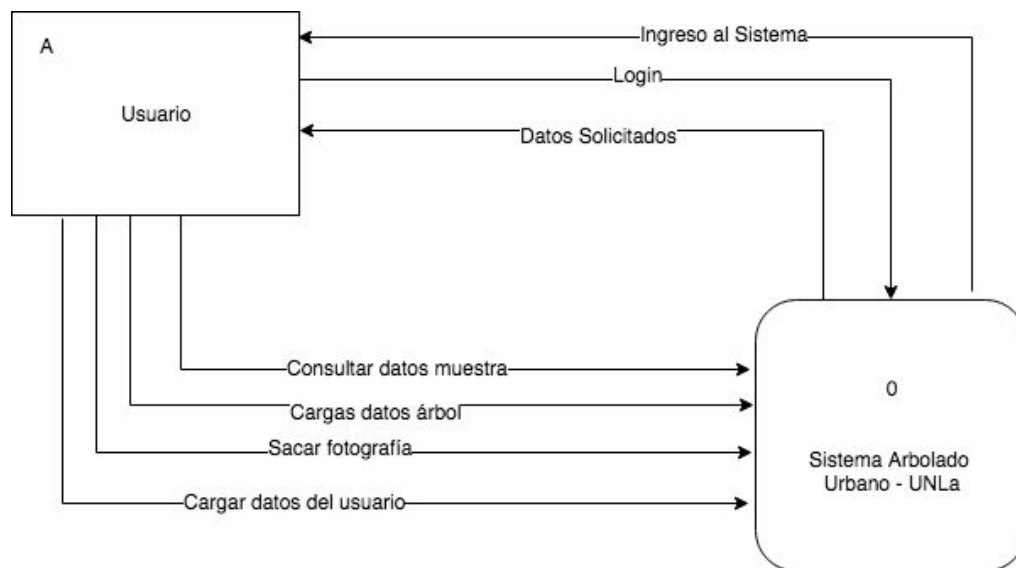 A
Usuario
Ingreso al Sistema
Login
Datos Solicitados
Consultar datos muestra
Cargas datos árbol
Sacar fotografía
Cargar datos del usuario
0
Sistema Arbolado
Urbano - UNLa